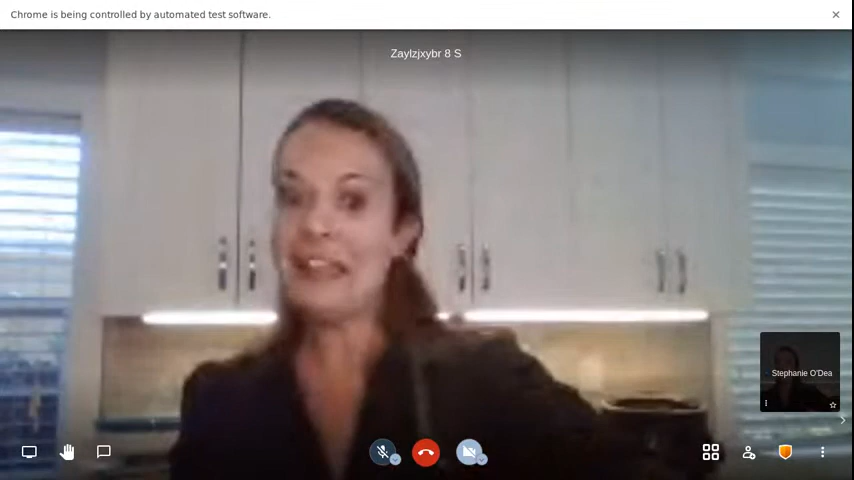 Chrome is being controlled by automated test software.
Zaylzjxybr 8 S
Stephanie O'Dea